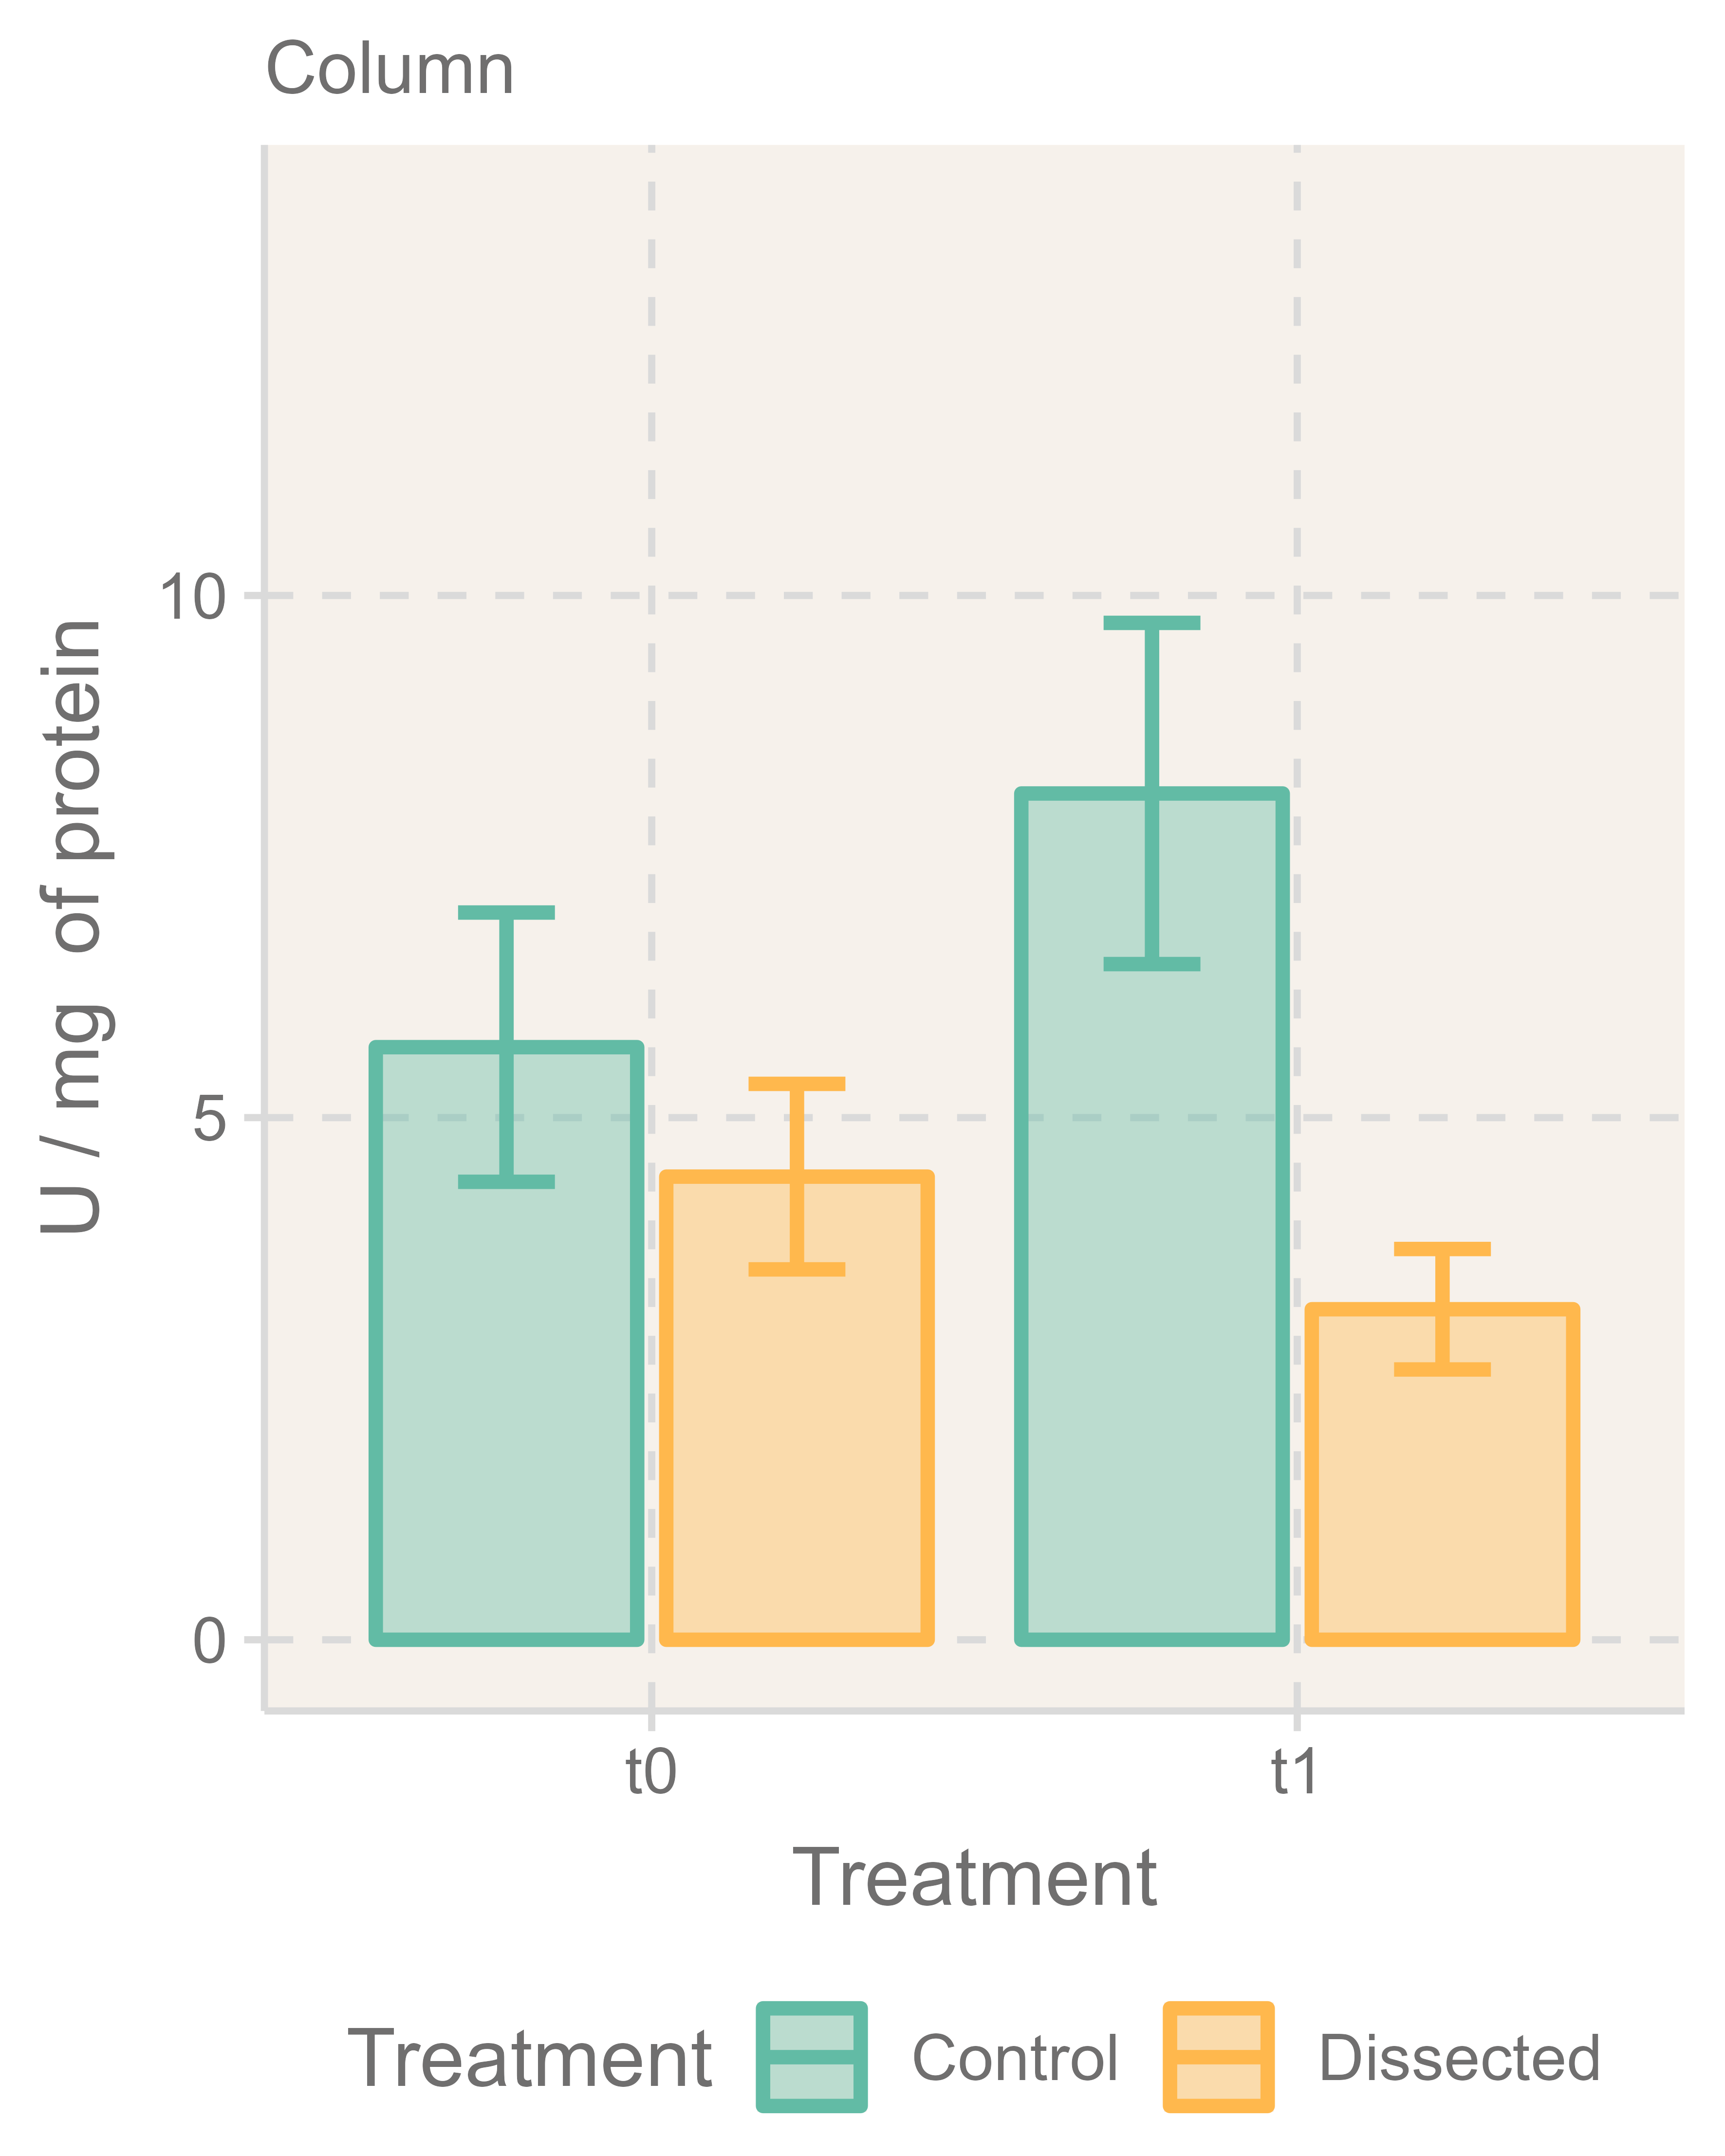 Column
U / mg of protein
10
5
0
t0 t1
Treatment
Treatment Control Dissected